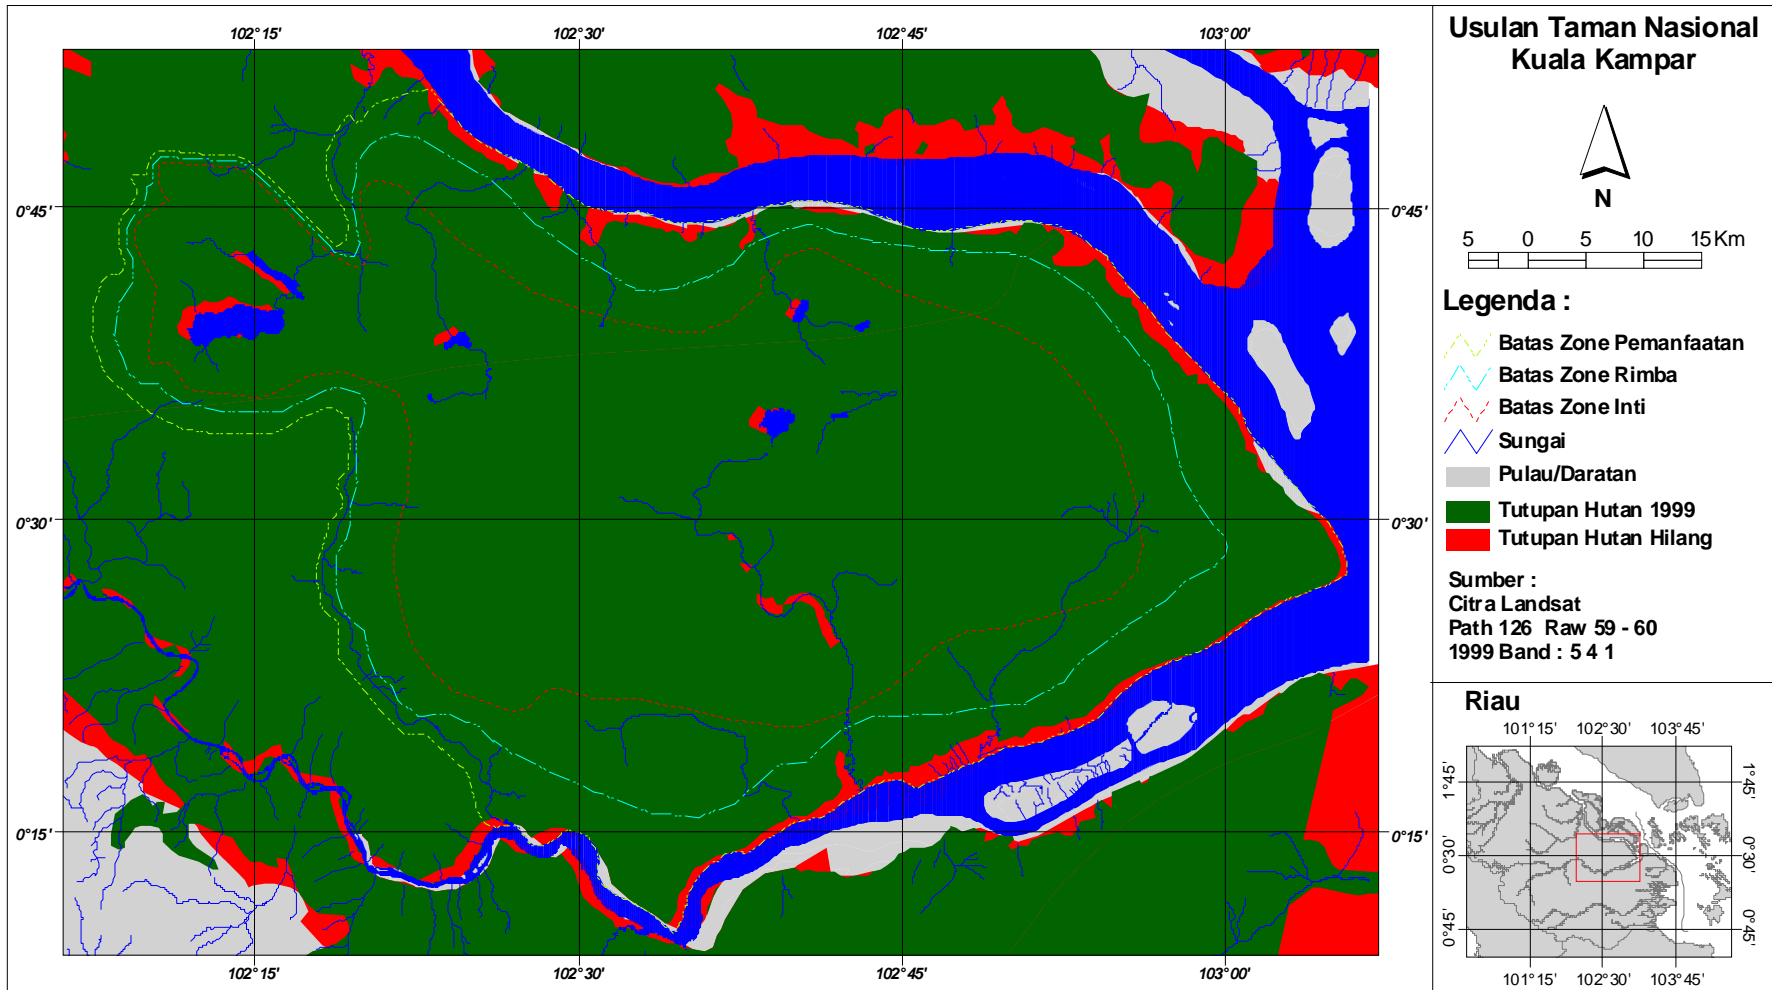 102°15'
102°30'
102°45'
103°00'
0°45'
0°45'
0°30'
0°30'
0°15'
0°15'
102°15'
102°30'
102°45'
103°00'
Usulan Taman Nasional
Kuala Kampar
N
5 0 5 10 15 Km
Legenda :
Batas Zone Pemanfaatan
Batas Zone Rimba
Batas Zone Inti
Sungai
Pulau/Daratan
Tutupan Hutan 1999
Tutupan Hutan Hilang
Sumber :
Citra Landsat
Path 126 Raw 59 - 60
1999 Band : 5 4 1
Riau
101°15' 102°30' 103°45'
1°45'
1°45'
0°30'
0°30'
0°45'
0°45'
101°15' 102°30' 103°45'